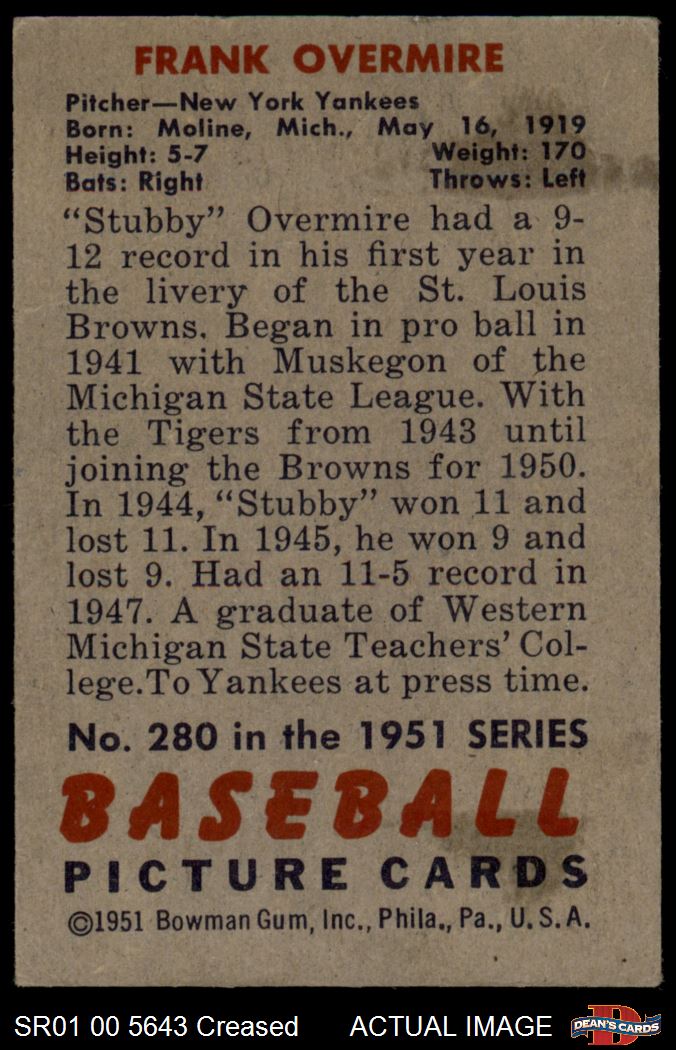 FRANK OVERMIRE
Pitcher—New York Yankees
Born: Moline, Mich., May 16, 1919
Height: 5-7 Weight: 170
Bats: Right Throws: Left
“Stubby” Overmire had a 9-
12 record in his first year in
the livery of the St. Louis
Browns. Began in pro ball in
1941 with Muskegon of the
Michigan State League. With
the Tigers from 1943 until
joining the Browns for 1950.
In 1944, “Stubby” won 11 and
lost 11. In 1945, he won 9 and
lost 9. Had an 11-5 record in
1947. A graduate of Western
Michigan State Teachers’ Col-
lege. To Yankees at press time.
No. 280 in the 1951 SERIES
BASEBALL
PICTURE CARDS
©1951 Bowman Gum, Inc., Phila., Pa., U. S. A.
SR01 00 5643 Creased ACTUAL IMAGE
D
DEAN'S CARDS